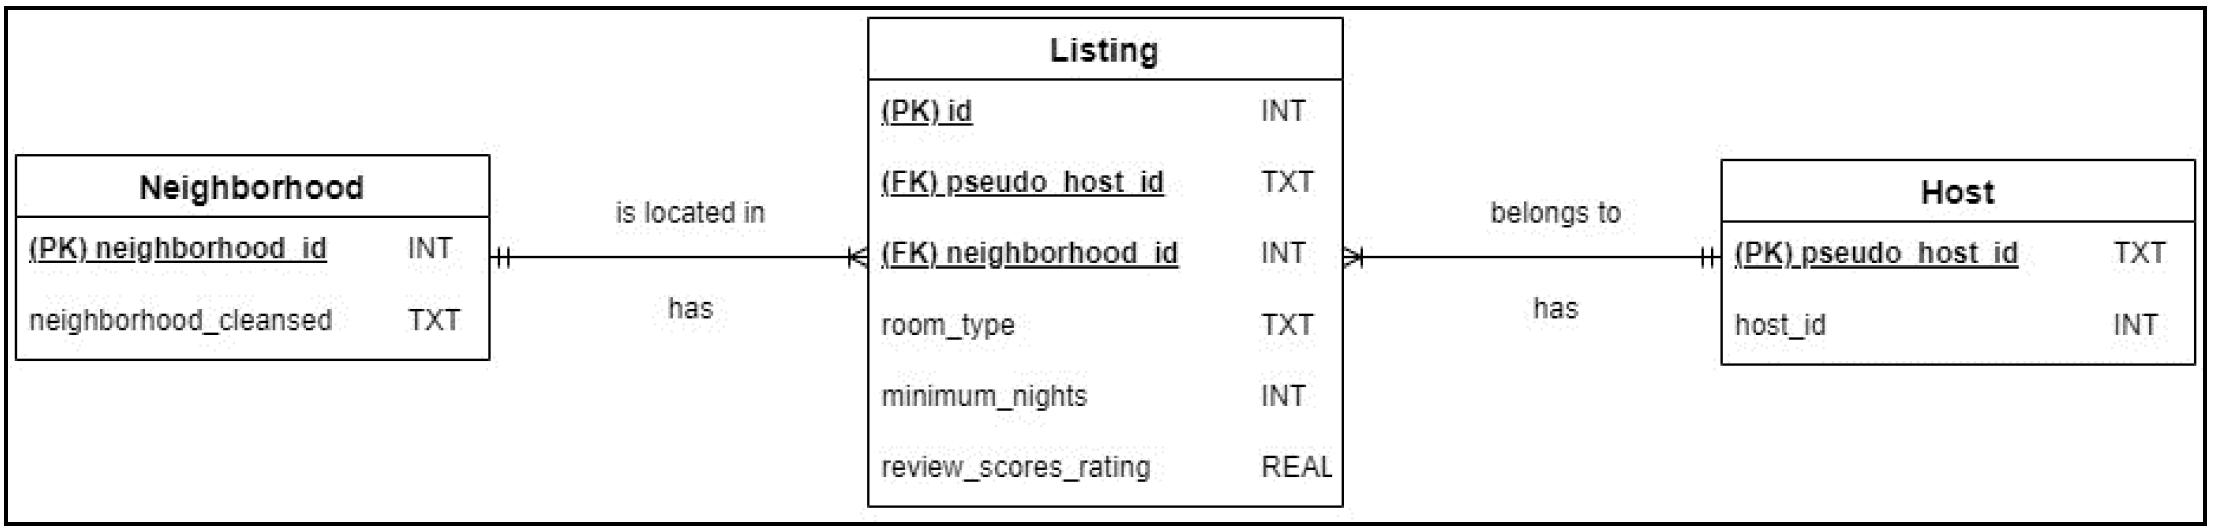 Neighborhood
(PK) neighborhood_id INT
neighborhood_cleansed TXT
is located in
has
Listing
(PK) id INT
(FK) pseudo_host_id TXT
(FK) neighborhood_id INT
room_type TXT
minimum_nights INT
review_scores_rating REAL
belongs to
has
Host
(PK) pseudo_host_id TXT
host_id INT